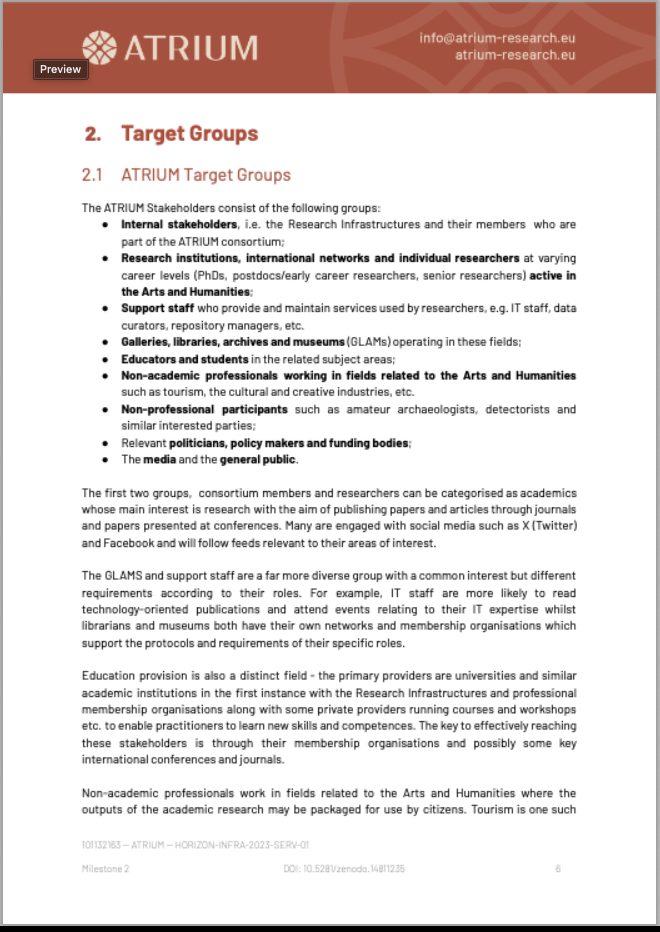 ATRIUM
info@atrium-research.eu
atrium-research.eu
Preview
2. Target Groups
2.1 ATRIUM Target Groups
The ATRIUM Stakeholders consist of the following groups:
● Internal stakeholders, i.e. the Research Infrastructures and their members who are
part of the ATRIUM consortium;
● Research institutions, international networks and individual researchers at varying
career levels (PhDs, postdocs/early career researchers, senior researchers) active in
the Arts and Humanities;
● Support staff who provide and maintain services used by researchers, e.g. IT staff, data
curators, repository managers, etc.
● Galleries, libraries, archives and museums (GLAMs) operating in these fields;
● Educators and students in the related subject areas;
● Non-academic professionals working in fields related to the Arts and Humanities
such as tourism, the cultural and creative industries, etc.
● Non-professional participants such as amateur archaeologists, detectorists and
similar interested parties;
● Relevant politicians, policy makers and funding bodies;
● The media and the general public.
The first two groups, consortium members and researchers can be categorised as academics
whose main interest is research with the aim of publishing papers and articles through journals
and papers presented at conferences. Many are engaged with social media such as X (Twitter)
and Facebook and will follow feeds relevant to their areas of interest.
The GLAMS and support staff are a far more diverse group with a common interest but different
requirements according to their roles. For example, IT staff are more likely to read
technology-oriented publications and attend events relating to their IT expertise whilst
librarians and museums both have their own networks and membership organisations which
support the protocols and requirements of their specific roles.
Education provision is also a distinct field - the primary providers are universities and similar
academic institutions in the first instance with the Research Infrastructures and professional
membership organisations along with some private providers running courses and workshops
etc. to enable practitioners to learn new skills and competences. The key to effectively reaching
these stakeholders is through their membership organisations and possibly some key
international conferences and journals.
Non-academic professionals work in fields related to the Arts and Humanities where the
outputs of the academic research may be packaged for use by citizens. Tourism is one such
101132163 – ATRIUM – HORIZON-INFRA-2023-SERV-01
Milestone 2 DOI: 10.5281/zenodo.14811235 6